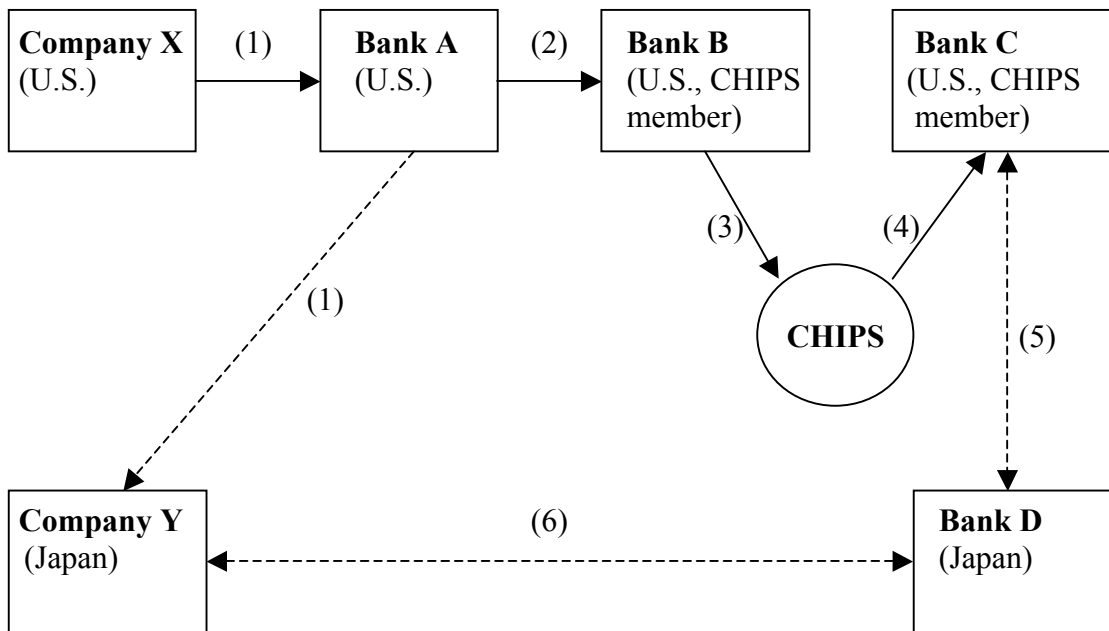 Company X
(U.S.)
(1)
Bank A
(U.S.)
(2)
Bank B
(U.S., CHIPS
member)
Bank C
(U.S., CHIPS
member)
(3)
(4)
(1)
CHIPS
(5)
Company Y
(Japan)
(6)
Bank D
(Japan)